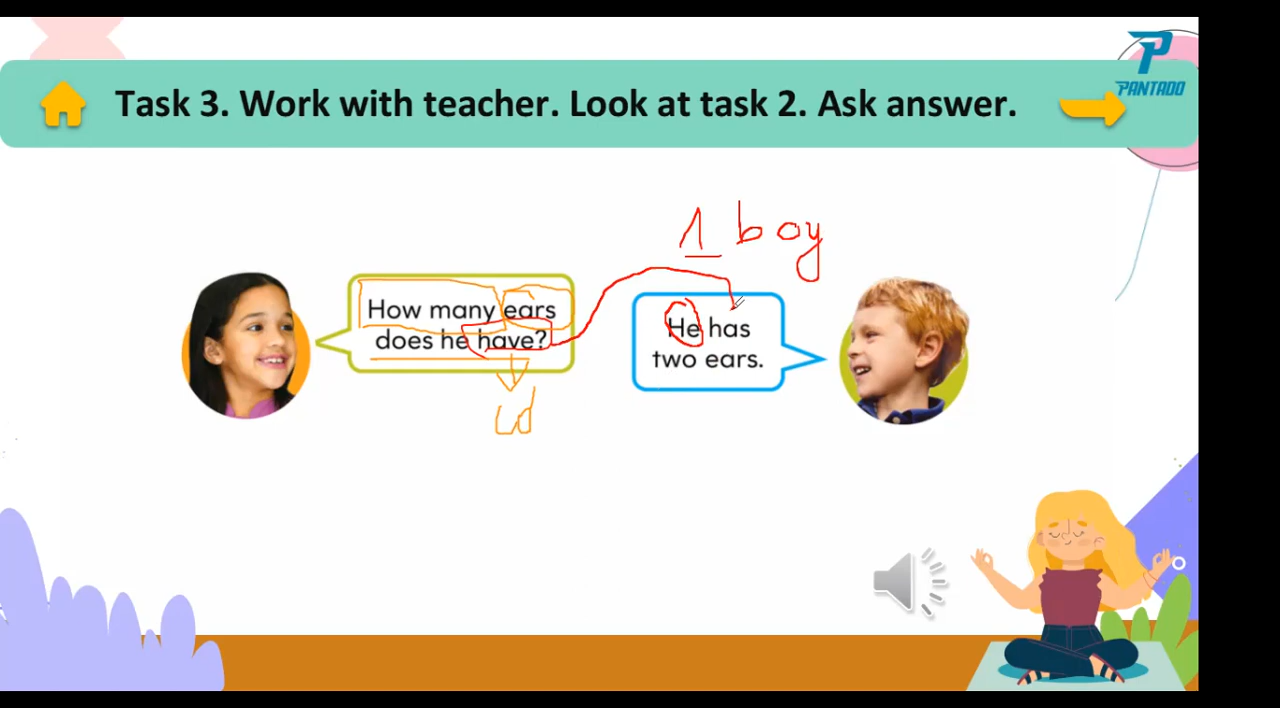 PANTADO
Task 3. Work with teacher. Look at task 2. Ask answer.
1 boy
How many ears
does he have?
He has
two ears.